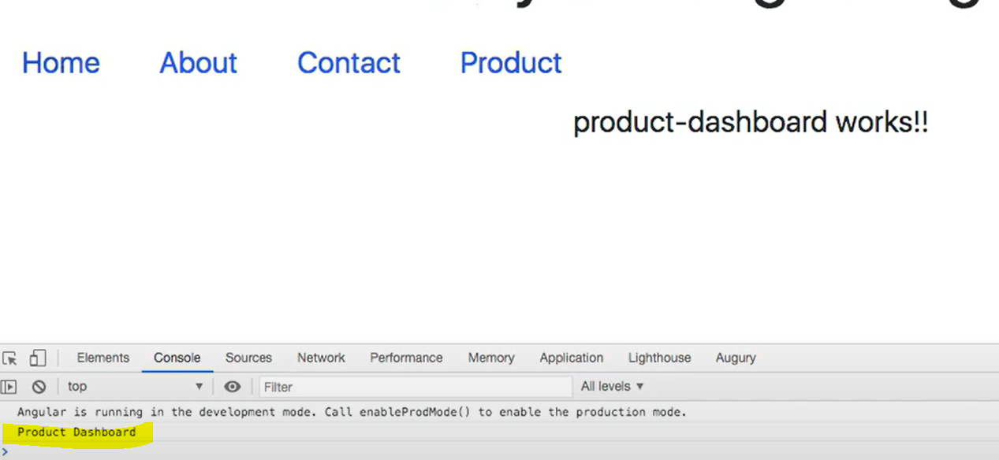 Home About Contact Product
product-dashboard works!!
Elements Console Sources Network Performance Memory Application Lighthouse Augury
top Filter All levels
Angular is running in the development mode. Call enableProdMode() to enable the production mode.
Product Dashboard